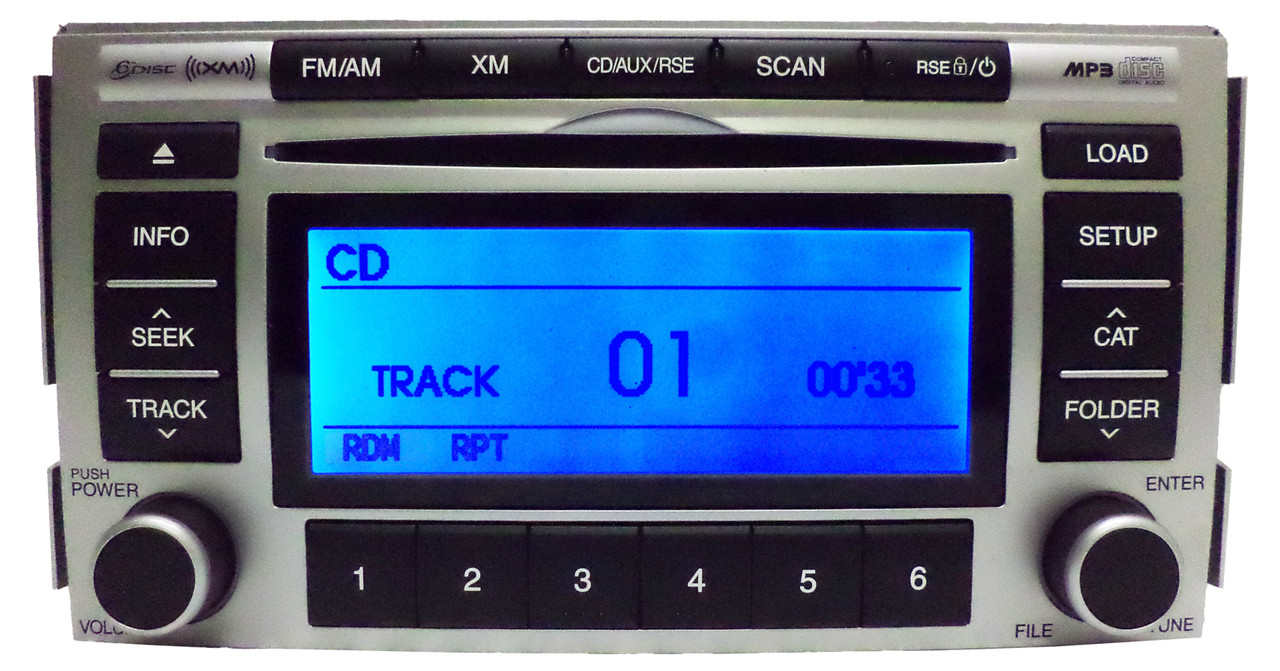 6DISC (((XM)))
FM/AM
XM
CD/AUX/RSE
SCAN
RSE /
MP3
COMPACT
disc
DIGITAL AUDIO
LOAD
INFO
SETUP
CD
SEEK
CAT
TRACK 01 00'33
TRACK
FOLDER
RDM RPT
PUSH
POWER
ENTER
1 2 3 4 5 6
FILE